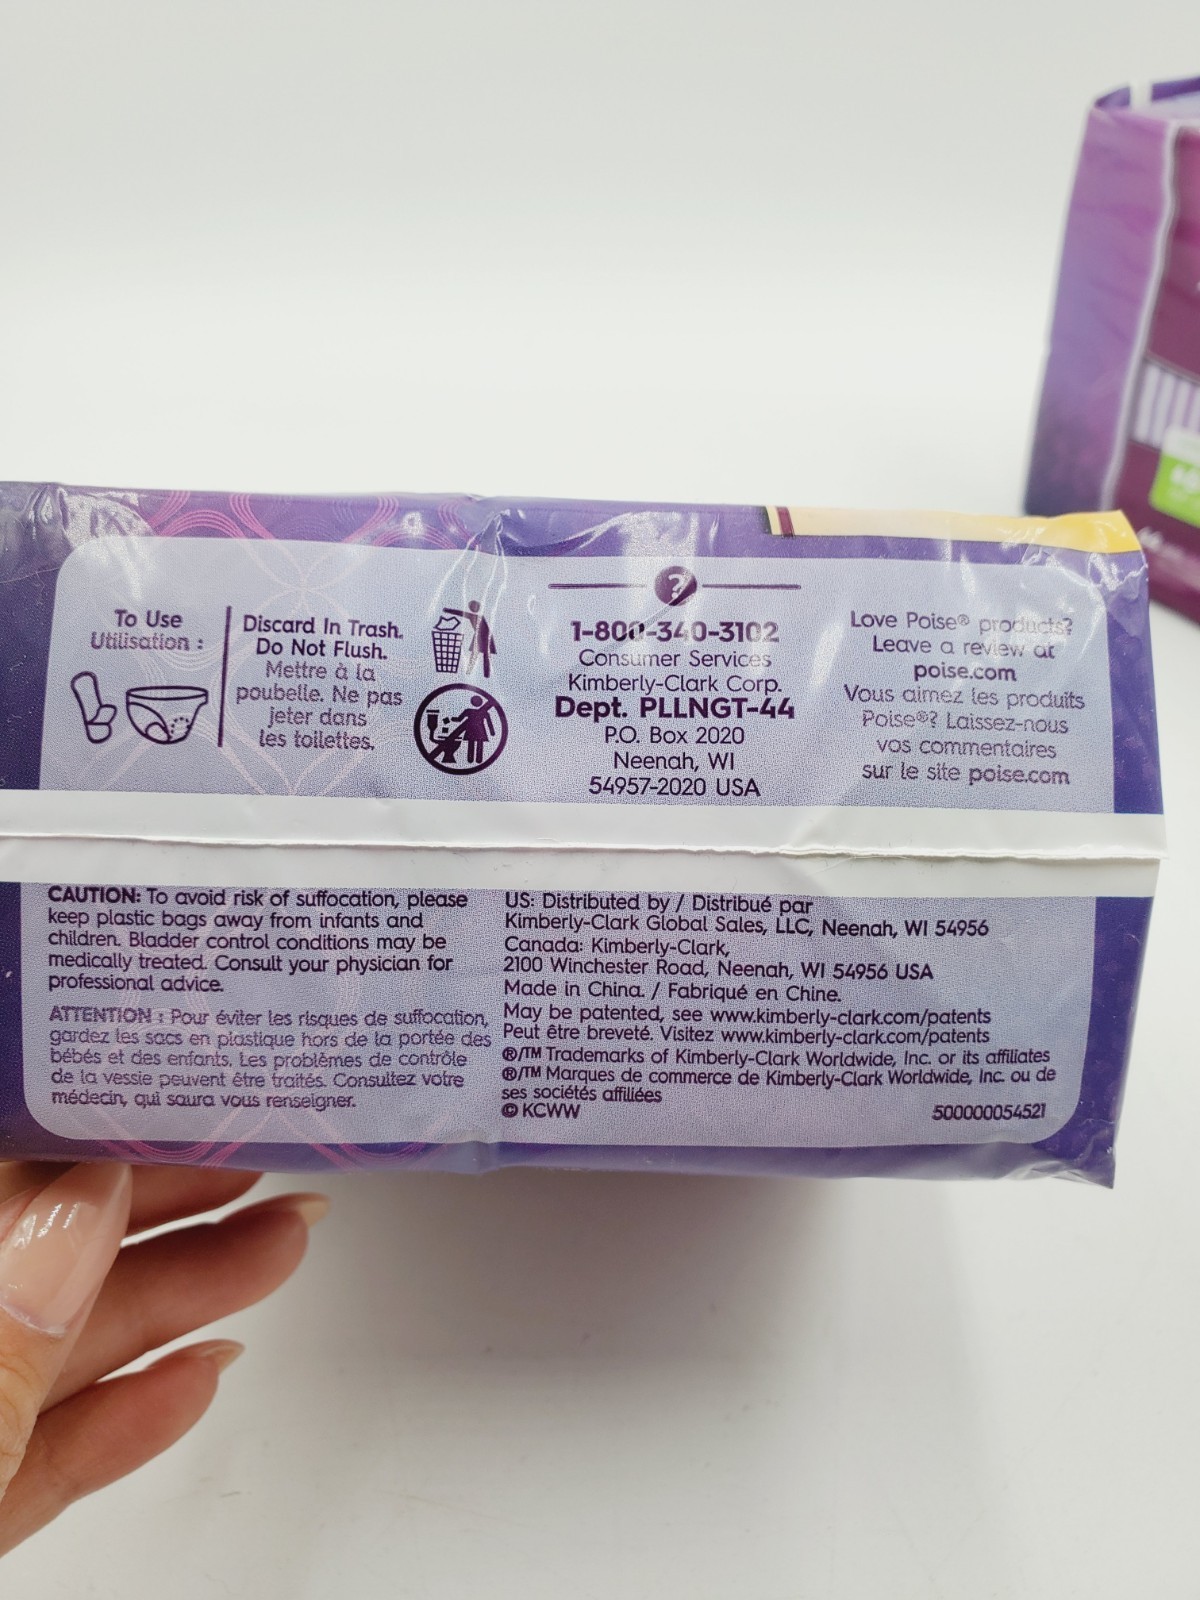 To Use
Utilisation :
Discard In Trash.
Do Not Flush.
Mettre à la
poubelle. Ne pas
jeter dans
les toilettes.
?
1-800-340-3102
Consumer Services
Kimberly-Clark Corp.
Dept. PLLNGT-44
P.O. Box 2020
Neenah, WI
54957-2020 USA
Love Poise® products?
Leave a review at
poise.com
Vous aimez les produits
Poise®? Laissez-nous
vos commentaires
sur le site poise.com
CAUTION: To avoid risk of suffocation, please
keep plastic bags away from infants and
children. Bladder control conditions may be
medically treated. Consult your physician for
professional advice.
ATTENTION : Pour éviter les risques de suffocation,
gardez les sacs en plastique hors de la portée des
bébés et des enfants. Les problèmes de contrôle
de la vessie peuvent être traités. Consultez votre
médecin, qui saura vous renseigner.
US: Distributed by / Distribué par
Kimberly-Clark Global Sales, LLC, Neenah, WI 54956
Canada: Kimberly-Clark,
2100 Winchester Road, Neenah, WI 54956 USA
Made in China. / Fabriqué en Chine.
May be patented, see www.kimberly-clark.com/patents
Peut être breveté. Visitez www.kimberly-clark.com/patents
®/TM Trademarks of Kimberly-Clark Worldwide, Inc. or its affiliates
®/TM Marques de commerce de Kimberly-Clark Worldwide, Inc. ou de
ses sociétés affiliées
© KCWW
500000054521